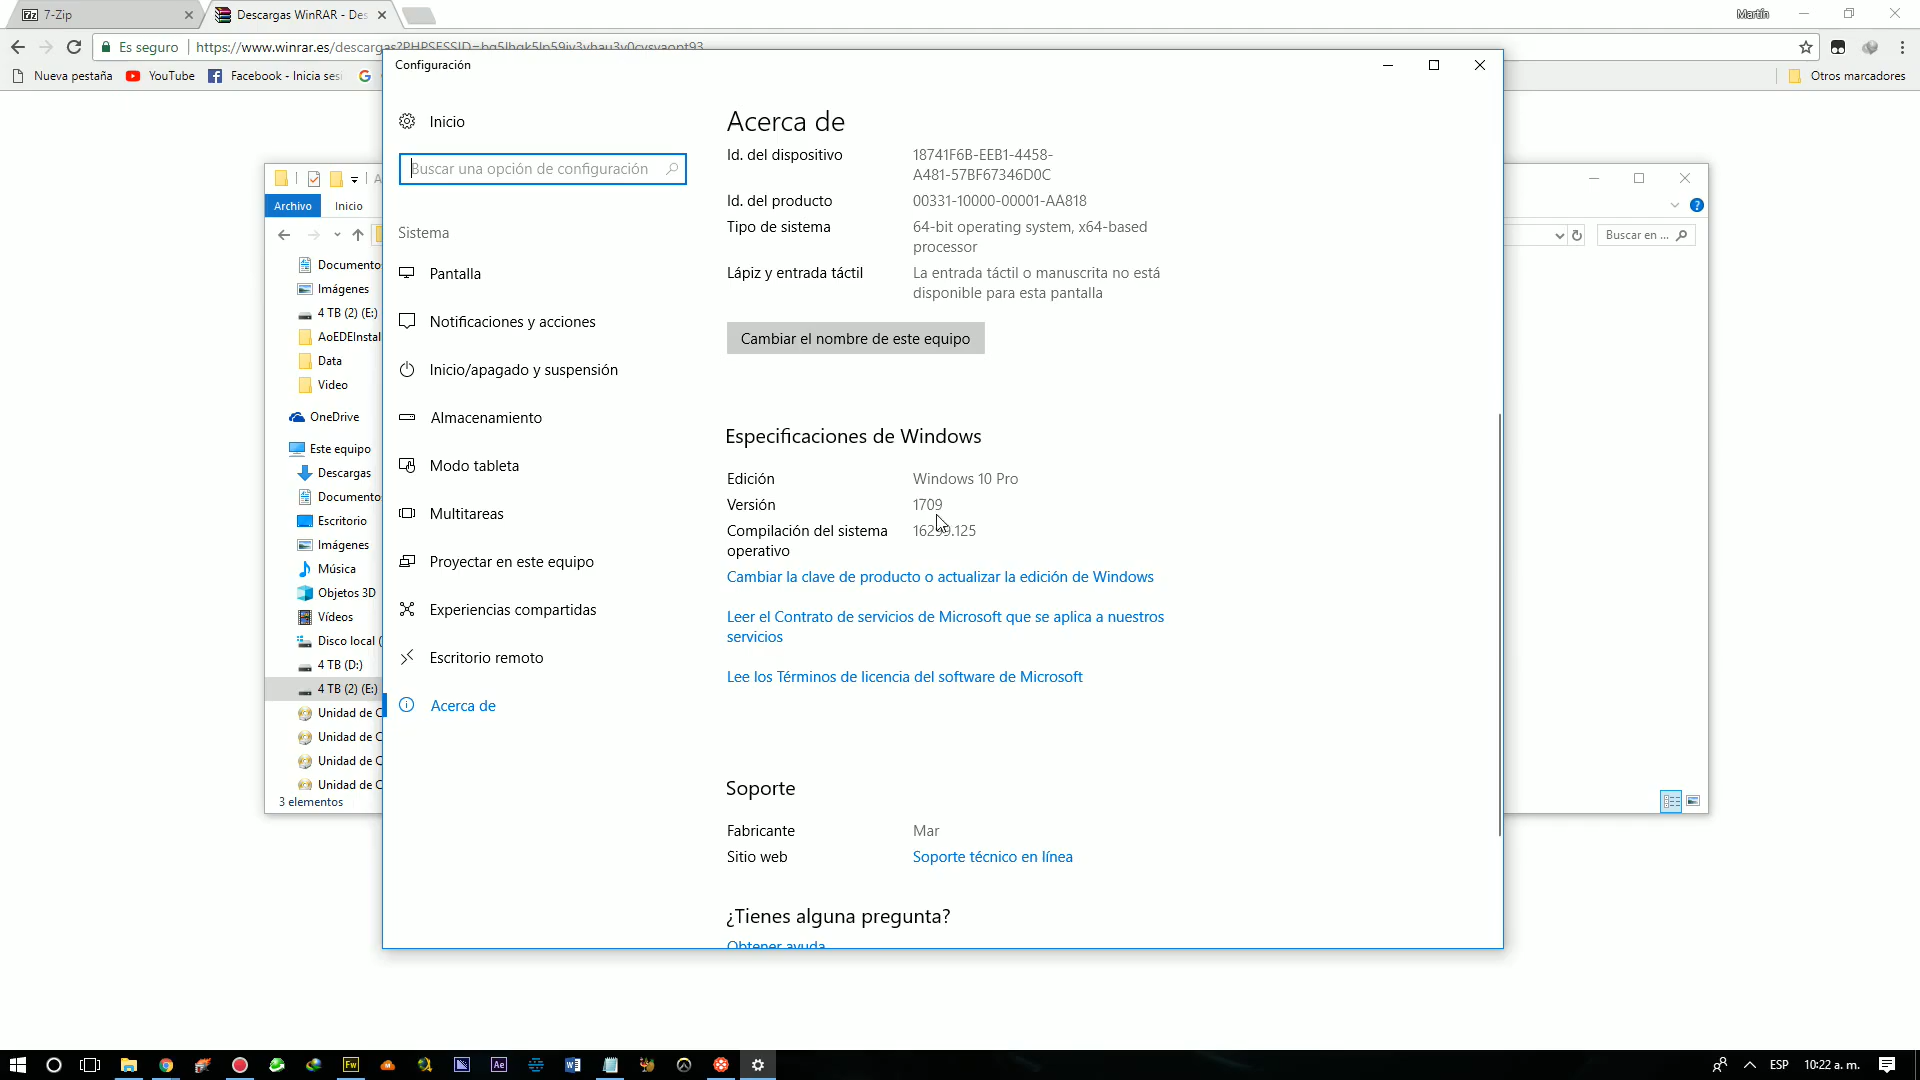 7-Zip
Descargas WinRAR - Des
Martín
Es seguro
Nueva pestaña
YouTube
Facebook - Inicia sesi
Otros marcadores
Configuración
Inicio
Buscar una opción de configuración
Sistema
Pantalla
Notificaciones y acciones
Inicio/apagado y suspensión
Almacenamiento
Modo tableta
Multitareas
Proyectar en este equipo
Experiencias compartidas
Escritorio remoto
Acerca de
Acerca de
Id. del dispositivo
18741F6B-EEB1-4458-
A481-57BF67346D0C
Id. del producto
00331-10000-00001-AA818
Tipo de sistema
64-bit operating system, x64-based
processor
Lápiz y entrada táctil
La entrada táctil o manuscrita no está
disponible para esta pantalla
Cambiar el nombre de este equipo
Especificaciones de Windows
Edición
Windows 10 Pro
Versión
1709
Compilación del sistema
operativo
16299.125
Cambiar la clave de producto o actualizar la edición de Windows
Leer el Contrato de servicios de Microsoft que se aplica a nuestros
servicios
Lee los Términos de licencia del software de Microsoft
Soporte
Fabricante
Mar
Sitio web
Soporte técnico en línea
¿Tienes alguna pregunta?
Obtener ayuda
Archivo
Inicio
Buscar en ...
Documento
Imágenes
4 TB (2) (E:)
AoEDEInstal
Data
Video
OneDrive
Este equipo
Descargas
Documento
Escritorio
Imágenes
Música
Objetos 3D
Vídeos
Disco local (
4 TB (D:)
4 TB (2) (E:)
Unidad de C
Unidad de C
Unidad de C
Unidad de C
3 elementos
Fw
Ae
ESP
10:22 a. m.